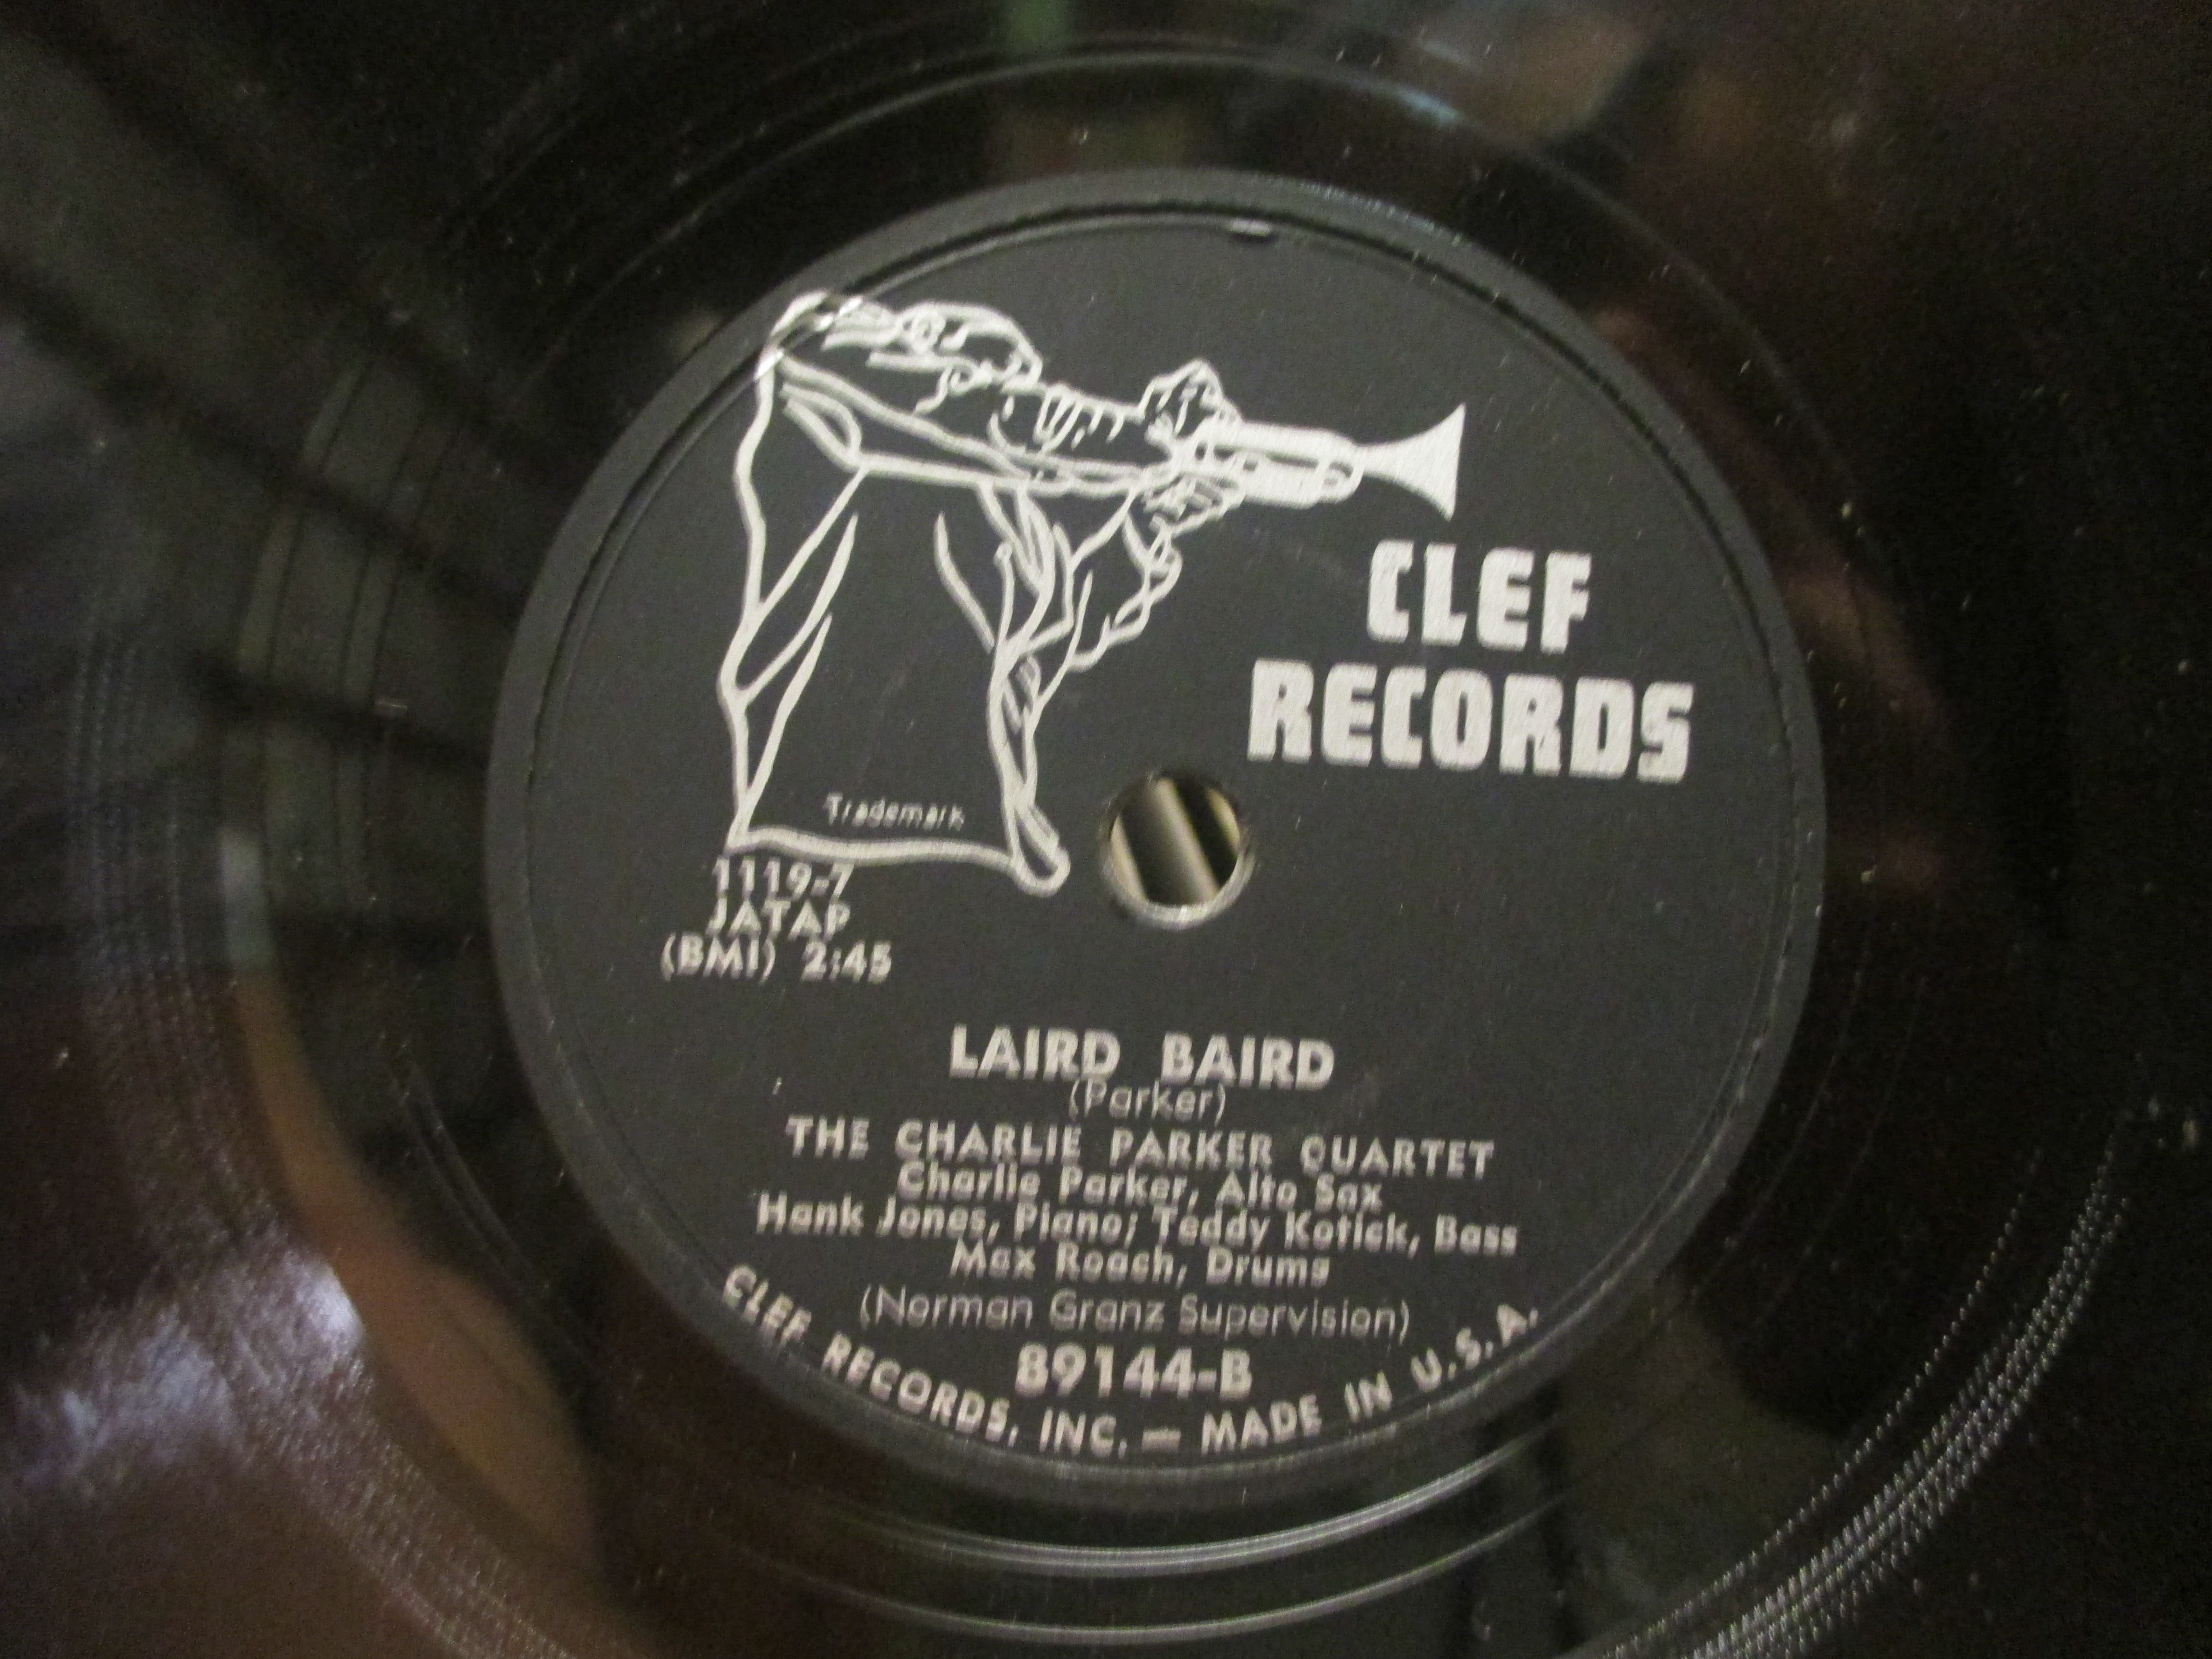 CLEF
RECORDS
Trademark
1119-7
JATAP
(BMI) 2:45
LAIRD BAIRD
(Parker)
THE CHARLIE PARKER QUARTET
Charlie Parker, Alto Sax
Hank Jones, Piano; Teddy Kotick, Bass
Max Roach, Drums
(Norman Granz Supervision)
89144-B
CLEF RECORDS, INC. — MADE IN U.S.A.